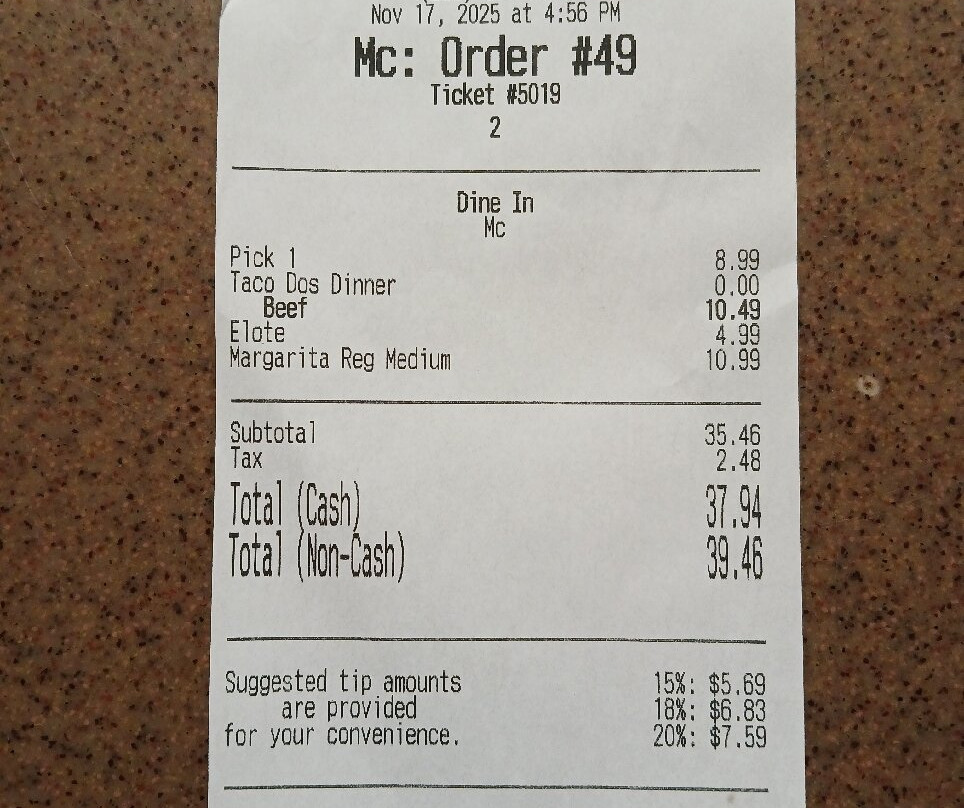 Nov 17, 2025 at 4:56 PM
Mc: Order #49
Ticket #5019
2
Dine In
Mc
Pick 1 8.99
Taco Dos Dinner 0.00
Beef 10.49
Elote 4.99
Margarita Reg Medium 10.99
Subtotal 35.46
Tax 2.48
Total (Cash) 37.94
Total (Non-Cash) 39.46
Suggested tip amounts 15%: $5.69
are provided 18%: $6.83
for your convenience. 20%: $7.59